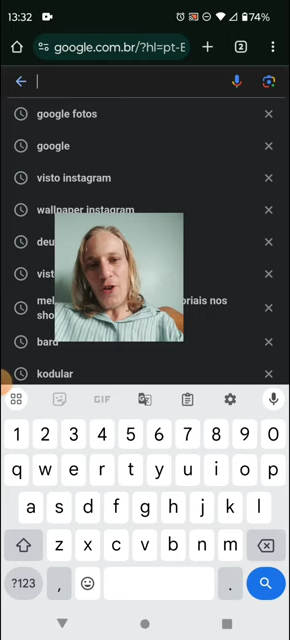 13:32
74%
google.com.br/?hl=pt-E
2
google fotos
google
visto instagram
wallpaper instagram
deu
vist
mel
oriais nos
sho
bard
kodular
GIF
1 2 3 4 5 6 7 8 9 0
q w e r t y u i o p
a s d f g h j k l
z x c v b n m
?123 , .